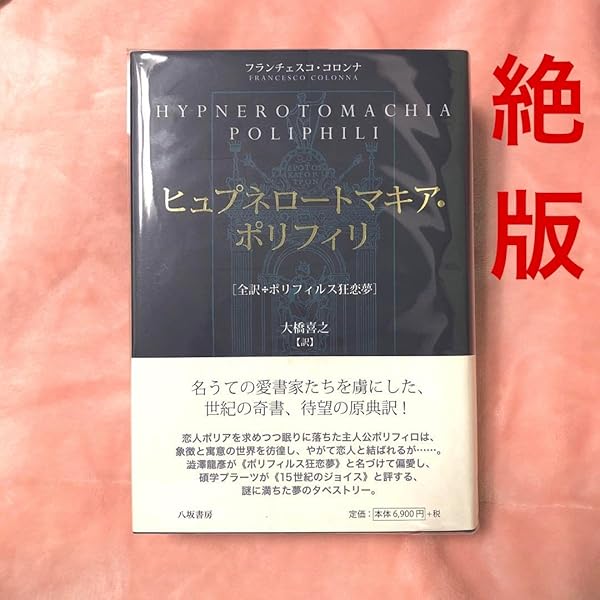 フランチェスコ・コロンナ
FRANCESCO COLONNA
HYPNEROTOMACHIA
POLIPHILI
ヒュプネロートマキア・
ポリフィリ
[全訳+ポリフィルス狂恋夢]
大橋喜之
【訳】
名うての愛書家たちを虜にした、
世紀の奇書、待望の原典訳!
恋人ポリアを求めつつ眠りに落ちた主人公ポリフィロは、
象徴と寓意の世界を彷徨し、やがて恋人と結ばれるが……。
澁澤龍彥が《ポリフィルス狂恋夢》と名づけて偏愛し、
碩学プラーツが《15世紀のジョイス》と評する、
謎に満ちた夢のタペストリー。
八坂書房
定価:本体6,900円+税
絶版